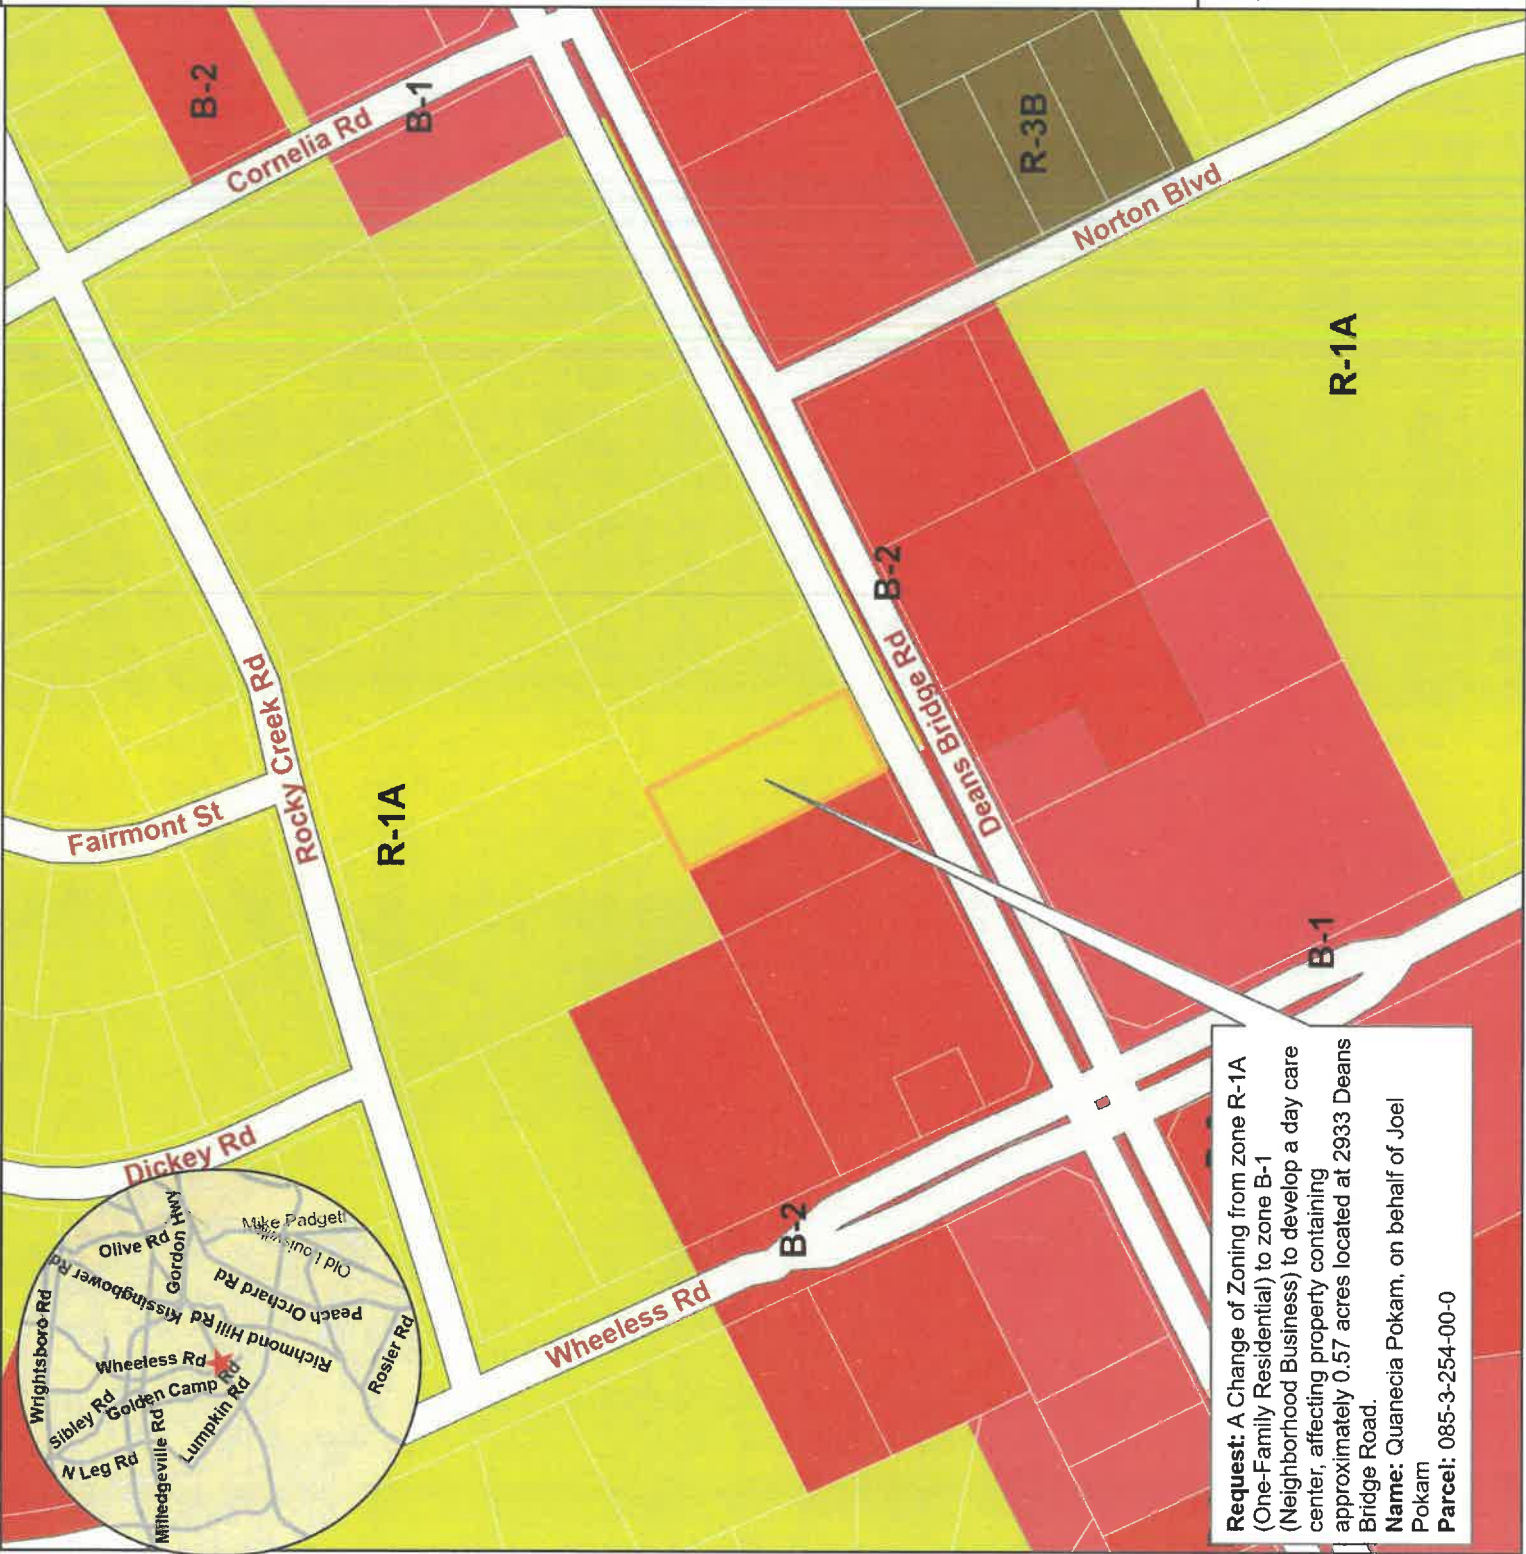 B-2
B-1
Cornelia Rd
R-3B
Norton Blvd
R-1A
Fairmont St
Rocky Creek Rd
R-1A
B-2
Deans Bridge Rd
Dickey Rd
B-1
B-2
Wheeless Rd
Wrightsboro Rd
Olive Rd
Gordon Hwy
Mike Padgett
Old Louisville
Kissingbower Rd
Peach Orchard Rd
Richmond Hill Rd
Wheeless Rd
Sibley Rd
Golden Camp Rd
N Leg Rd
Milledgeville Rd
Lumpkin Rd
Rosier Rd
Request: A Change of Zoning from zone R-1A
(One-Family Residential) to zone B-1
(Neighborhood Business) to develop a day care
center, affecting property containing
approximately 0.57 acres located at 2933 Deans
Bridge Road.
Name: Quanecia Pokam, on behalf of Joel
Pokam
Parcel: 085-3-254-00-0